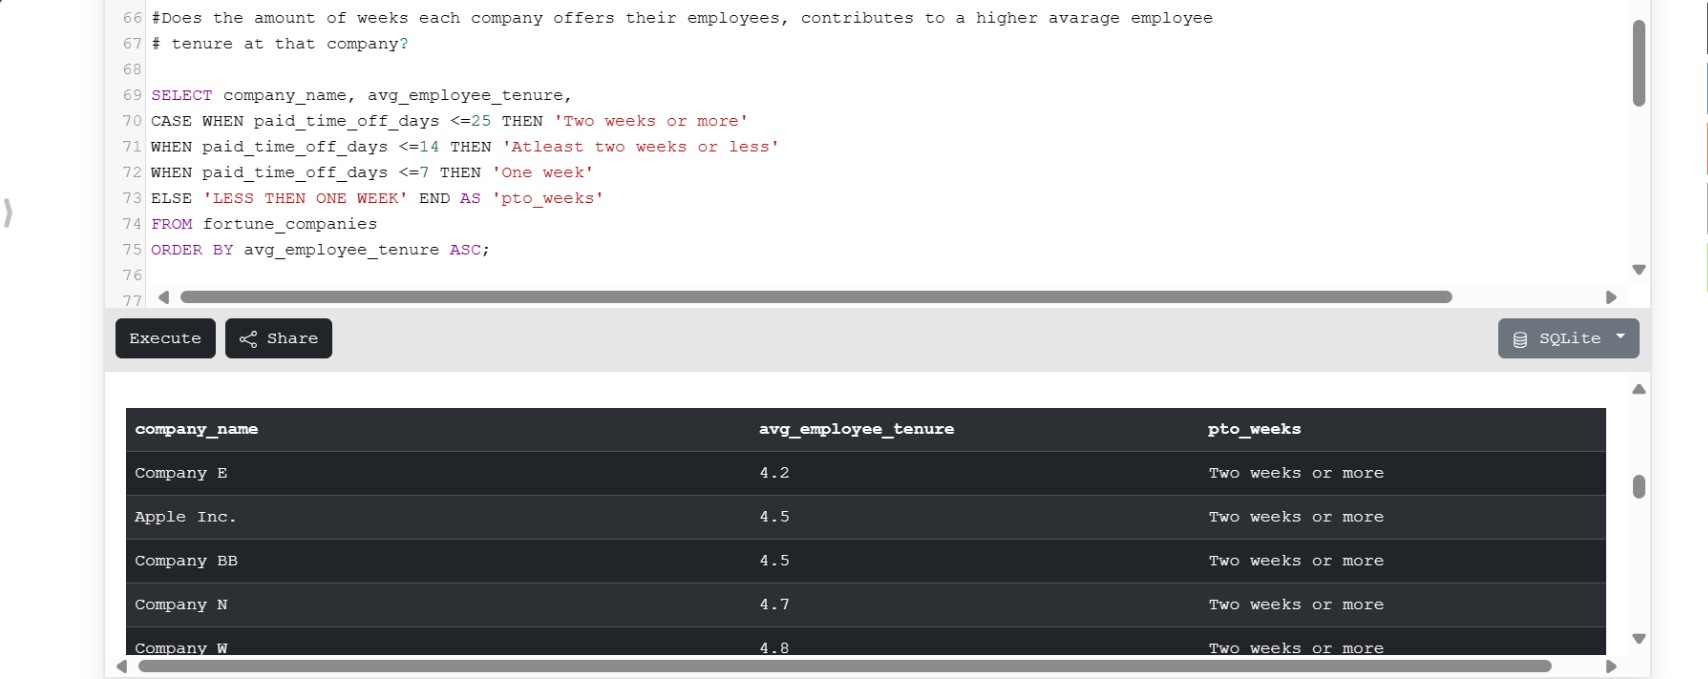 66 #Does the amount of weeks each company offers their employees, contributes to a higher avarage employee
67 # tenure at that company?
68
69 SELECT company_name, avg_employee_tenure,
70 CASE WHEN paid_time_off_days <=25 THEN 'Two weeks or more'
71 WHEN paid_time_off_days <=14 THEN 'Atleast two weeks or less'
72 WHEN paid_time_off_days <=7 THEN 'One week'
73 ELSE 'LESS THEN ONE WEEK' END AS 'pto_weeks'
74 FROM fortune_companies
75 ORDER BY avg_employee_tenure ASC;
76
77
Execute Share SQLite
company_name avg_employee_tenure pto_weeks
Company E 4.2 Two weeks or more
Apple Inc. 4.5 Two weeks or more
Company BB 4.5 Two weeks or more
Company N 4.7 Two weeks or more
Company W 4.8 Two weeks or more